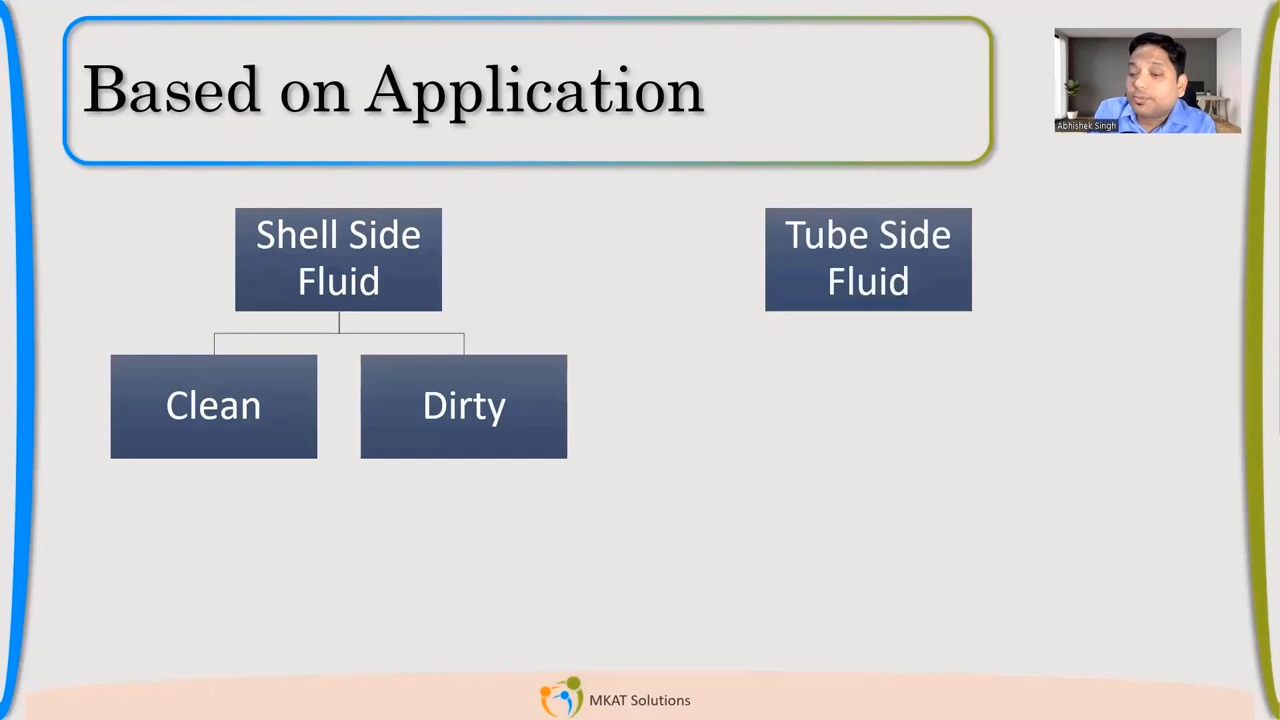 Based on Application
Abhishek Singh
Shell Side
Fluid
Tube Side
Fluid
Clean
Dirty
MKAT Solutions